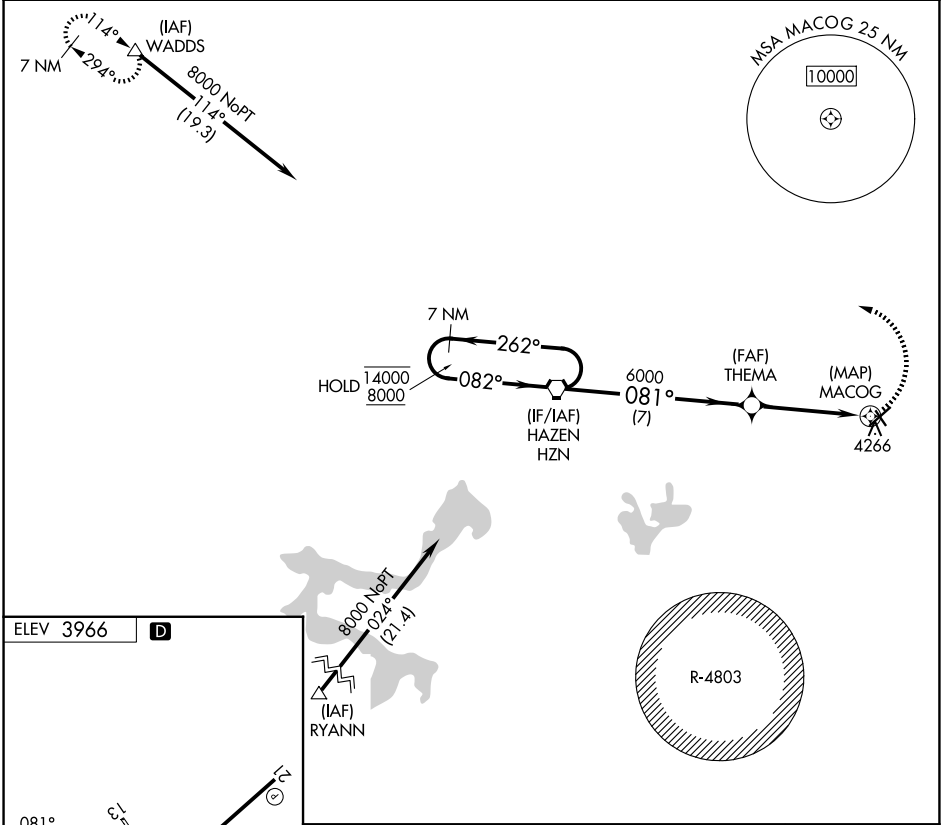 114°
(IAF)
WADDS
7 NM
294°
8000 NoPT
114°
(19.3)
MSA MACOG 25 NM
10000
7 NM
262°
HOLD 14000
8000
082°
(IF/IAF)
HAZEN
HZN
6000
081°
(7)
(FAF)
THEMA
(MAP)
MACOG
4266
8000 NoPT
024°
(21.4)
(IAF)
RYANN
R-4803
ELEV 3966 D
21
P
13
081°